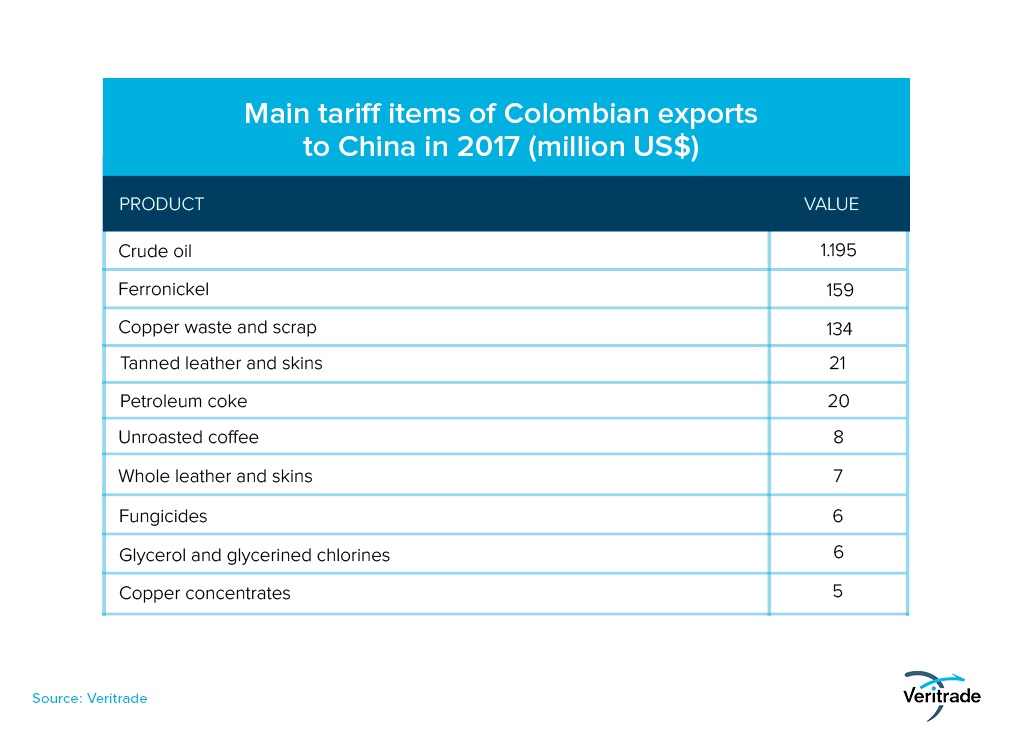 Main tariff items of Colombian exports
to China in 2017 (million US$)
PRODUCT VALUE
Crude oil 1.195
Ferronickel 159
Copper waste and scrap 134
Tanned leather and skins 21
Petroleum coke 20
Unroasted coffee 8
Whole leather and skins 7
Fungicides 6
Glycerol and glycerined chlorines 6
Copper concentrates 5
Source: Veritrade
Veritrade